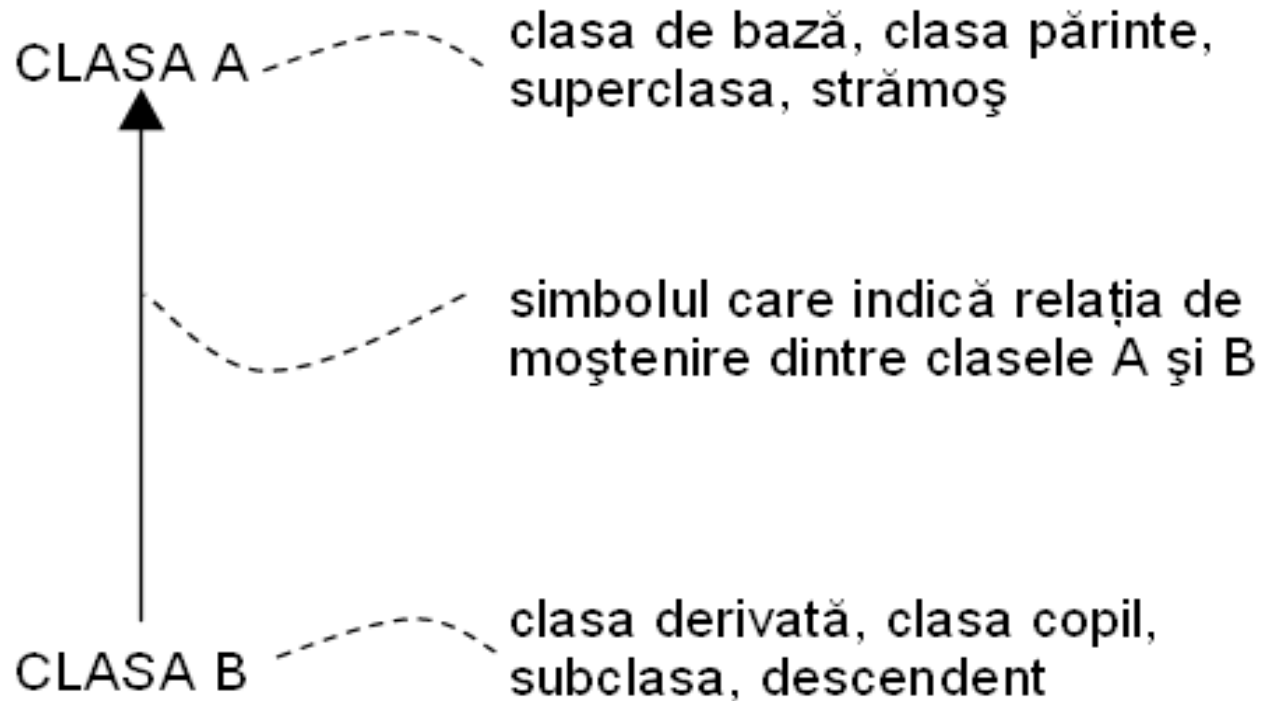 CLASA A
clasa de bază, clasa părinte,
superclasa, strămoş
simbolul care indică relaţia de
moştenire dintre clasele A şi B
CLASA B
clasa derivată, clasa copil,
subclasa, descendent